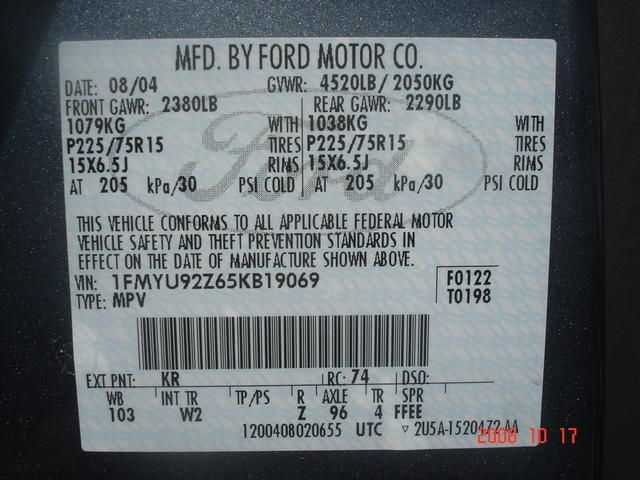 MFD. BY FORD MOTOR CO.
DATE: 08/04 GVWR: 4520LB/ 2050KG
FRONT GAWR: 2380LB REAR GAWR: 2290LB
1079KG WITH 1038KG WITH
P225/75R15 TIRES P225/75R15 TIRES
15X6.5J RIMS 15X6.5J RIMS
AT 205 kPa/30 PSI COLD AT 205 kPa/30 PSI COLD
Ford
THIS VEHICLE CONFORMS TO ALL APPLICABLE FEDERAL MOTOR
VEHICLE SAFETY AND THEFT PREVENTION STANDARDS IN
EFFECT ON THE DATE OF MANUFACTURE SHOWN ABOVE.
VIN: 1FMYU92Z65KB19069 F0122
TYPE: MPV T0198
EXT PNT: KR RC: 74 DSO:
WB INT TR TP/PS R AXLE TR SPR
103 W2 Z 96 4 FFEE
1200408020655 UTC ▽ 2U5A-1520472-AA
2006 10 17